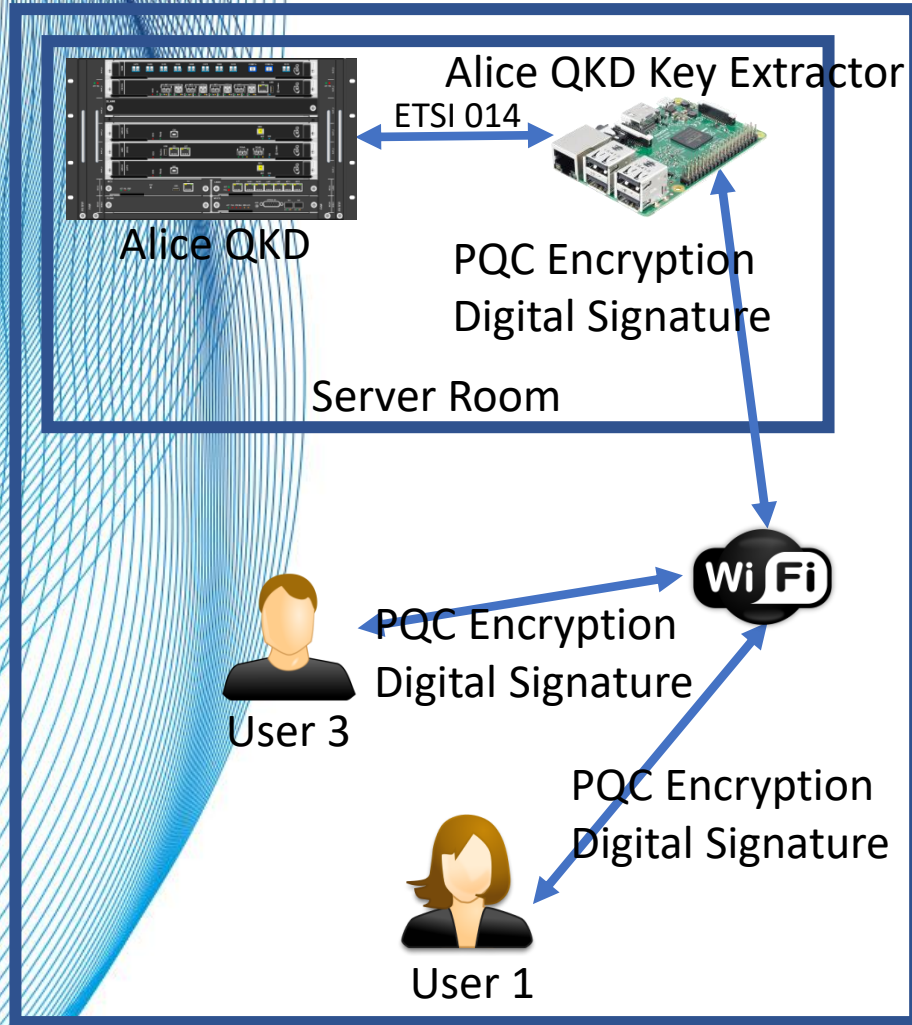 Alice QKD Key Extractor
ETSI 014
Alice QKD
PQC Encryption
Digital Signature
Server Room
Wi Fi
PQC Encryption
Digital Signature
User 3
PQC Encryption
Digital Signature
User 1